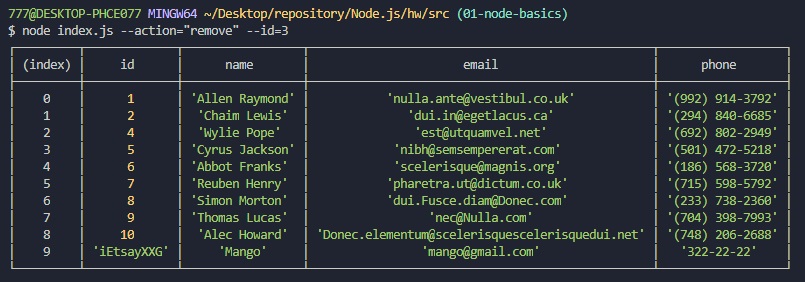 777@DESKTOP-PHCE077 MINGW64 ~/Desktop/repository/Node.js/hw/src (01-node-basics)
$ node index.js --action="remove" --id=3
(index) id name email phone
0 1 'Allen Raymond' 'nulla.ante@vestibul.co.uk' '(992) 914-3792'
1 2 'Chaim Lewis' 'dui.in@egetlacus.ca' '(294) 840-6685'
2 4 'Wylie Pope' 'est@utquamvel.net' '(692) 802-2949'
3 5 'Cyrus Jackson' 'nibh@semsempererat.com' '(501) 472-5218'
4 6 'Abbot Franks' 'scelerisque@magnis.org' '(186) 568-3720'
5 7 'Reuben Henry' 'pharetra.ut@dictum.co.uk' '(715) 598-5792'
6 8 'Simon Morton' 'dui.Fusce.diam@Donec.com' '(233) 738-2360'
7 9 'Thomas Lucas' 'nec@Nulla.com' '(704) 398-7993'
8 10 'Alec Howard' 'Donec.elementum@scelerisquescelerisquedui.net' '(748) 206-2688'
9 'iEtsayXXG' 'Mango' 'mango@gmail.com' '322-22-22'